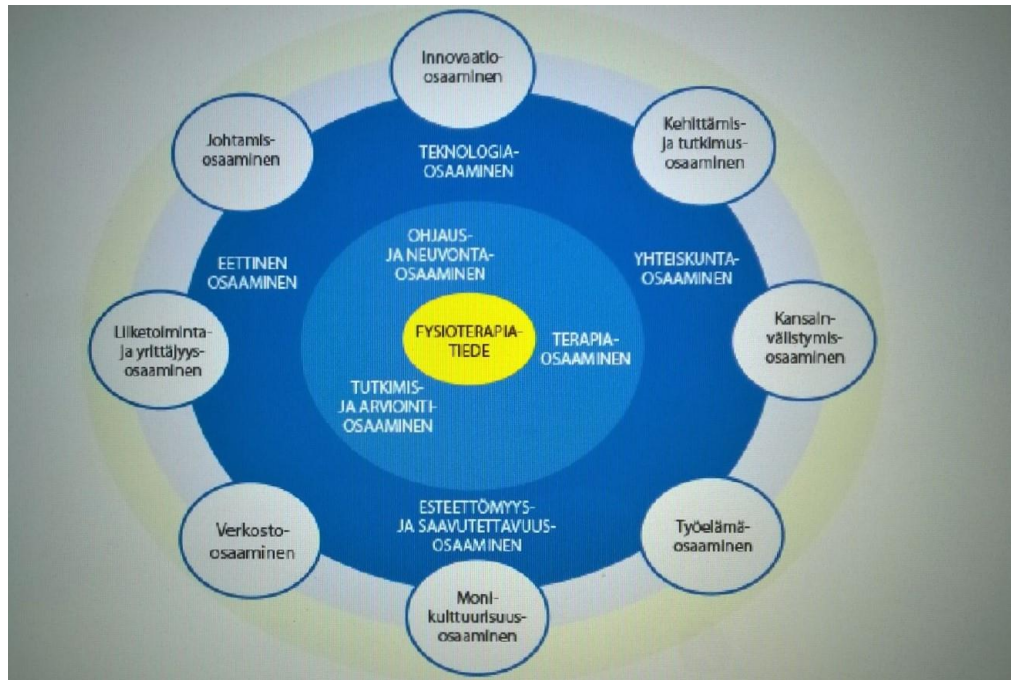 Innovaatio-
osaaminen
Johtamis-
osaaminen
Kehittämis-
ja tutkimus-
osaaminen
TEKNOLOGIA-
OSAAMINEN
OHJAUS-
JA NEUVONTA-
OSAAMINEN
EETTINEN
OSAAMINEN
YHTEISKUNTA-
OSAAMINEN
Liiketoiminta-
ja yrittäjyys-
osaaminen
FYSIOTERAPIA-
TIEDE
TERAPIA-
OSAAMINEN
Kansain-
välistymis-
osaaminen
TUTKIMIS-
JA ARVIOINTI-
OSAAMINEN
Verkosto-
osaaminen
ESTEETTÖMYYS-
JA SAAVUTETTAVUUS-
OSAAMINEN
Työelämä-
osaaminen
Moni-
kulttuurisuus-
osaaminen